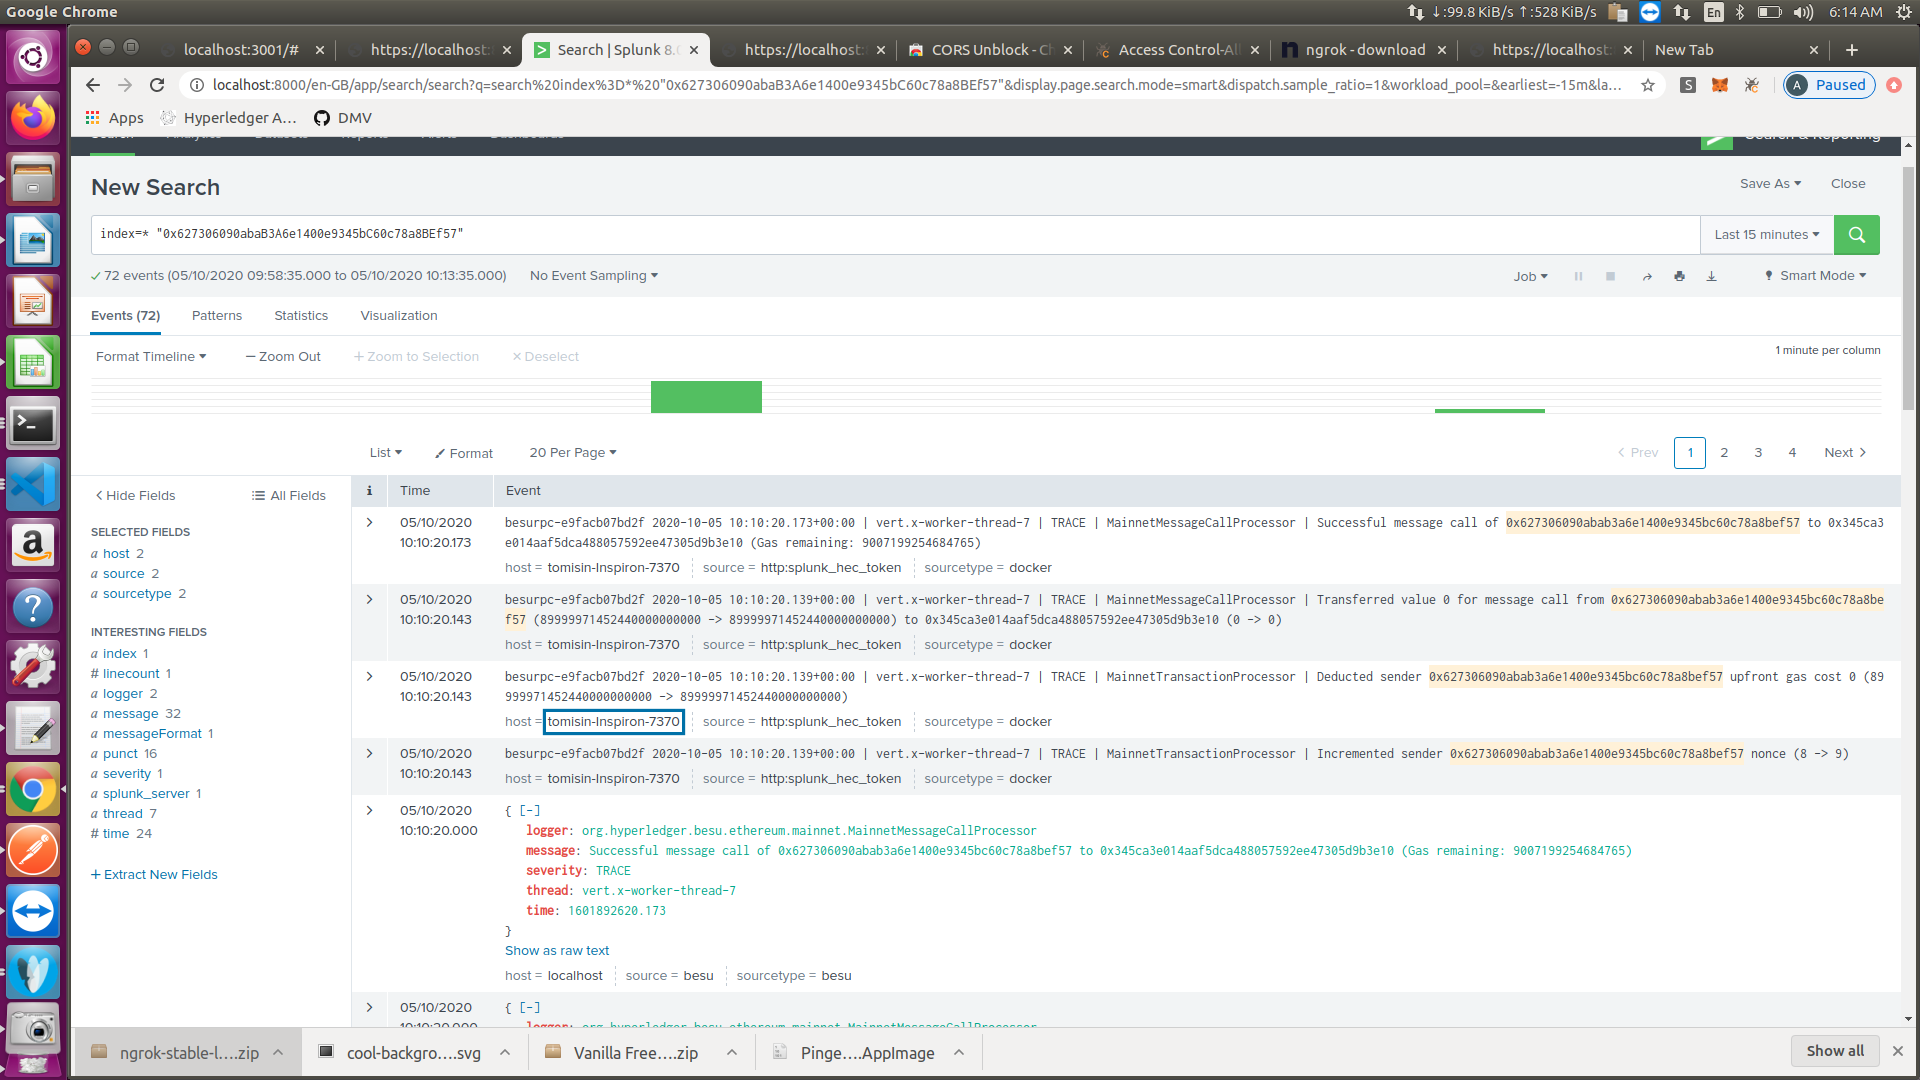 Google Chrome
↓:99.8 KiB/s ↑:528 KiB/s En 6:14 AM
localhost:3001/# × https://localhost: × Search | Splunk 8. × https://localhost: × CORS Unblock - Ch × Access Control-All × ngrok - download × https://localhost: × New Tab × +
localhost:8000/en-GB/app/search/search?q=search%20index%3D*%20"0x627306090abaB3A6e1400e9345bC60c78a8BEf57"&display.page.search.mode=smart&dispatch.sample_ratio=1&workload_pool=&earliest=-15m&la... S A Paused
Apps Hyperledger A... DMV
New Search
Save As Close
index=* "0x627306090abaB3A6e1400e9345bC60c78a8BEf57"
Last 15 minutes
72 events (05/10/2020 09:58:35.000 to 05/10/2020 10:13:35.000) No Event Sampling
Job Smart Mode
Events (72) Patterns Statistics Visualization
Format Timeline — Zoom Out + Zoom to Selection × Deselect
1 minute per column
List Format 20 Per Page
< Prev 1 2 3 4 Next >
< Hide Fields All Fields
i Time Event
SELECTED FIELDS
a host 2
a source 2
a sourcetype 2
INTERESTING FIELDS
a index 1
# linecount 1
a logger 2
a message 32
a messageFormat 1
a punct 16
a severity 1
a splunk_server 1
a thread 7
# time 24
+ Extract New Fields
> 05/10/2020 10:10:20.173
besurpc-e9facb07bd2f 2020-10-05 10:10:20.173+00:00 | vert.x-worker-thread-7 | TRACE | MainnetMessageCallProcessor | Successful message call of 0x627306090abab3a6e1400e9345bc60c78a8bef57 to 0x345ca3
e014aaf5dca488057592ee47305d9b3e10 (Gas remaining: 9007199254684765)
host = tomisin-Inspiron-7370 source = http:splunk_hec_token sourcetype = docker
> 05/10/2020 10:10:20.143
besurpc-e9facb07bd2f 2020-10-05 10:10:20.139+00:00 | vert.x-worker-thread-7 | TRACE | MainnetMessageCallProcessor | Transferred value 0 for message call from 0x627306090abab3a6e1400e9345bc60c78a8be
f57 (89999971452440000000000 -> 89999971452440000000000) to 0x345ca3e014aaf5dca488057592ee47305d9b3e10 (0 -> 0)
host = tomisin-Inspiron-7370 source = http:splunk_hec_token sourcetype = docker
> 05/10/2020 10:10:20.143
besurpc-e9facb07bd2f 2020-10-05 10:10:20.139+00:00 | vert.x-worker-thread-7 | TRACE | MainnetTransactionProcessor | Deducted sender 0x627306090abab3a6e1400e9345bc60c78a8bef57 upfront gas cost 0 (89
999971452440000000000 -> 89999971452440000000000)
host = tomisin-Inspiron-7370 source = http:splunk_hec_token sourcetype = docker
> 05/10/2020 10:10:20.143
besurpc-e9facb07bd2f 2020-10-05 10:10:20.139+00:00 | vert.x-worker-thread-7 | TRACE | MainnetTransactionProcessor | Incremented sender 0x627306090abab3a6e1400e9345bc60c78a8bef57 nonce (8 -> 9)
host = tomisin-Inspiron-7370 source = http:splunk_hec_token sourcetype = docker
> 05/10/2020 10:10:20.000
{ [-]
logger: org.hyperledger.besu.ethereum.mainnet.MainnetMessageCallProcessor
message: Successful message call of 0x627306090abab3a6e1400e9345bc60c78a8bef57 to 0x345ca3e014aaf5dca488057592ee47305d9b3e10 (Gas remaining: 9007199254684765)
severity: TRACE
thread: vert.x-worker-thread-7
time: 1601892620.173
}
Show as raw text
host = localhost source = besu sourcetype = besu
> 05/10/2020
{ [-]
ngrok-stable-l....zip cool-backgro....svg Vanilla Free....zip Pinge....AppImage Show all ×